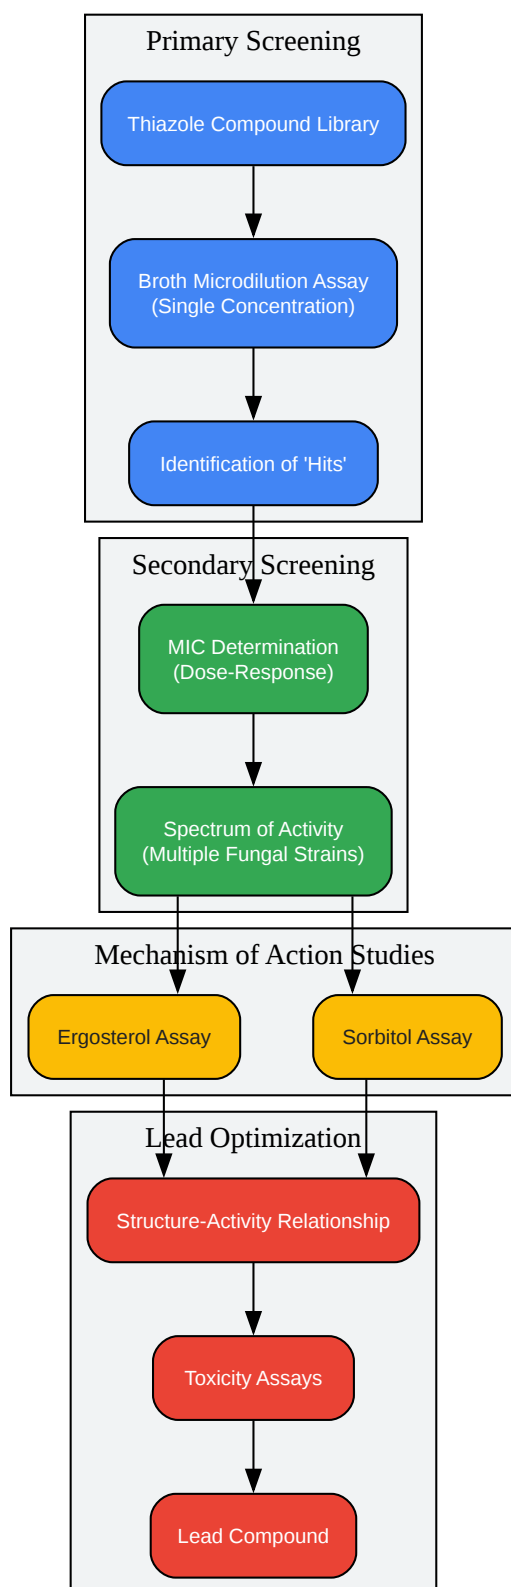 Primary Screening
Thiazole Compound Library
Broth Microdilution Assay
(Single Concentration)
Identification of 'Hits'
Secondary Screening
MIC Determination
(Dose-Response)
Spectrum of Activity
(Multiple Fungal Strains)
Mechanism of Action Studies
Ergosterol Assay
Sorbitol Assay
Lead Optimization
Structure-Activity Relationship
Toxicity Assays
Lead Compound